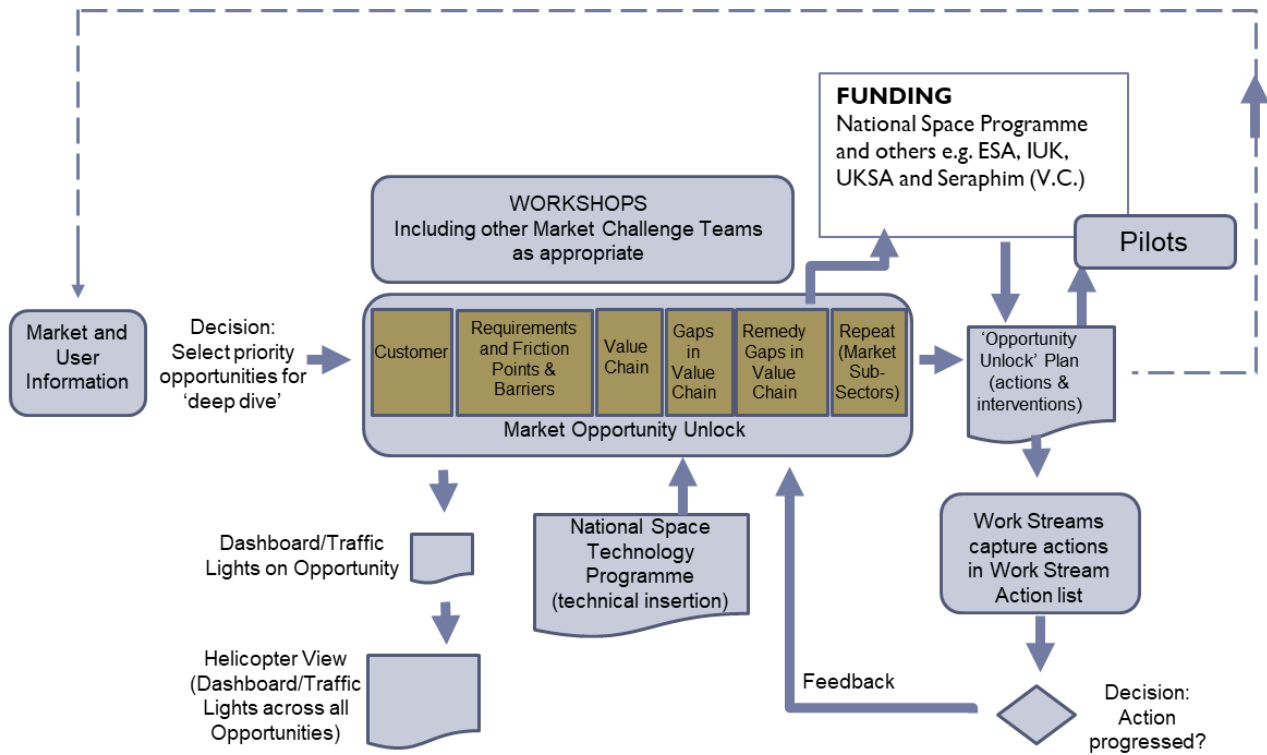 FUNDING
National Space Programme
and others e.g. ESA, IUK,
UKSA and Seraphim (V.C.)
Pilots
WORKSHOPS
Including other Market Challenge Teams
as appropriate
Market and
User
Information
Decision:
Select priority
opportunities for
‘deep dive’
Customer
Requirements
and Friction
Points &
Barriers
Value
Chain
Gaps
in
Value
Chain
Remedy
Gaps in
Value
Chain
Repeat
(Market
Sub-
Sectors)
Market Opportunity Unlock
‘Opportunity
Unlock’ Plan
(actions &
interventions)
Dashboard/Traffic
Lights on Opportunity
National Space
Technology
Programme
(technical insertion)
Work Streams
capture actions
in Work Stream
Action list
Helicopter View
(Dashboard/Traffic
Lights across all
Opportunities)
Feedback
Decision:
Action
progressed?